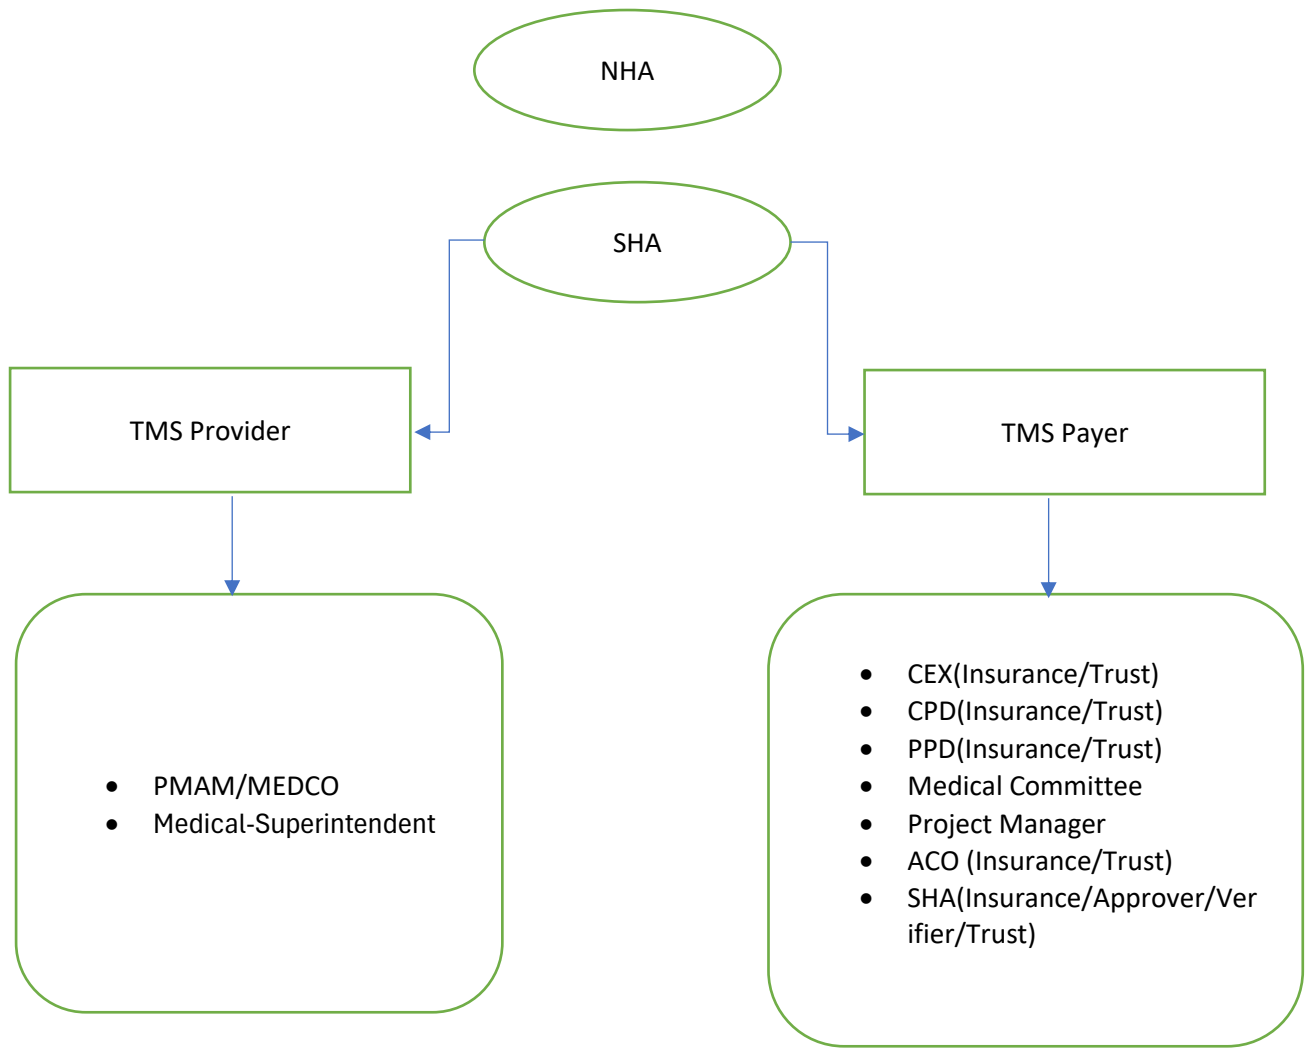 NHA
SHA
TMS Provider
TMS Payer
• PMAM/MEDCO
• Medical-Superintendent
• CEX(Insurance/Trust)
• CPD(Insurance/Trust)
• PPD(Insurance/Trust)
• Medical Committee
• Project Manager
• ACO (Insurance/Trust)
• SHA(Insurance/Approver/Ver
ifier/Trust)